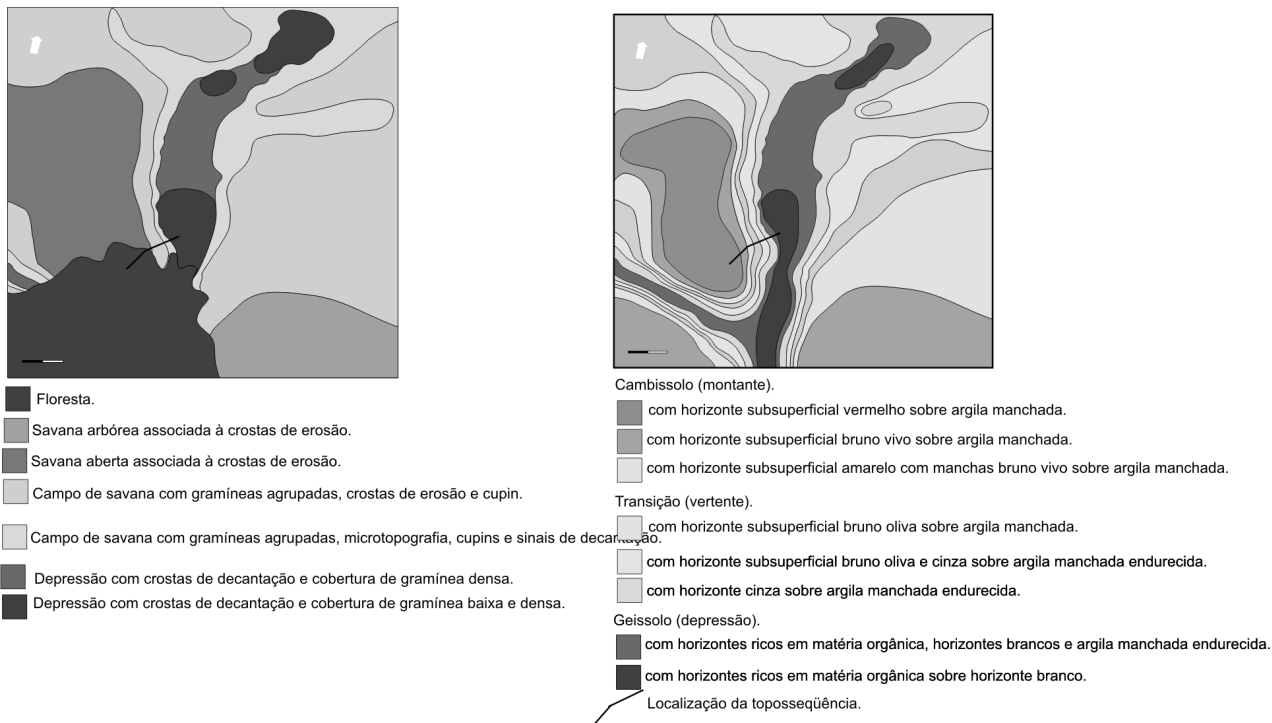 Floresta.
Savana arbórea associada à crostas de erosão.
Savana aberta associada à crostas de erosão.
Campo de savana com gramíneas agrupadas, crostas de erosão e cupin.
Campo de savana com gramíneas agrupadas, microtopografia, cupins e sinais de decantação.
Depressão com crostas de decantação e cobertura de gramínea densa.
Depressão com crostas de decantação e cobertura de gramínea baixa e densa.
Cambissolo (montante).
com horizonte subsuperficial vermelho sobre argila manchada.
com horizonte subsuperficial bruno vivo sobre argila manchada.
com horizonte subsuperficial amarelo com manchas bruno vivo sobre argila manchada.
Transição (vertente).
com horizonte subsuperficial bruno oliva sobre argila manchada.
com horizonte subsuperficial bruno oliva e cinza sobre argila manchada endurecida.
com horizonte cinza sobre argila manchada endurecida.
Geissolo (depressão).
com horizontes ricos em matéria orgânica, horizontes brancos e argila manchada endurecida.
com horizontes ricos em matéria orgânica sobre horizonte branco.
Localização da toposseqüência.